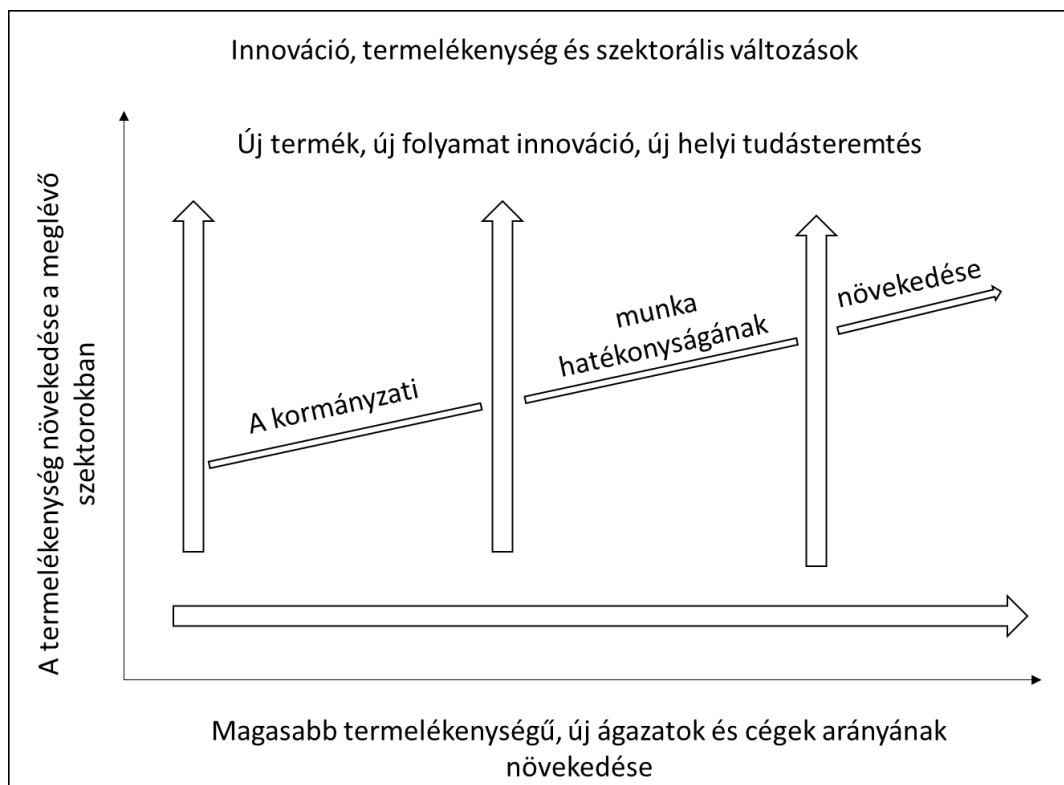 Innováció, termelékenység és szektorális változások
Új termék, új folyamat innováció, új helyi tudásteremtés
A termelékenység növekedése a meglévő
szektorokban
A kormányzati
munka
hatékonyságának
növekedése
Magasabb termelékenységű, új ágazatok és cégek arányának
növekedése